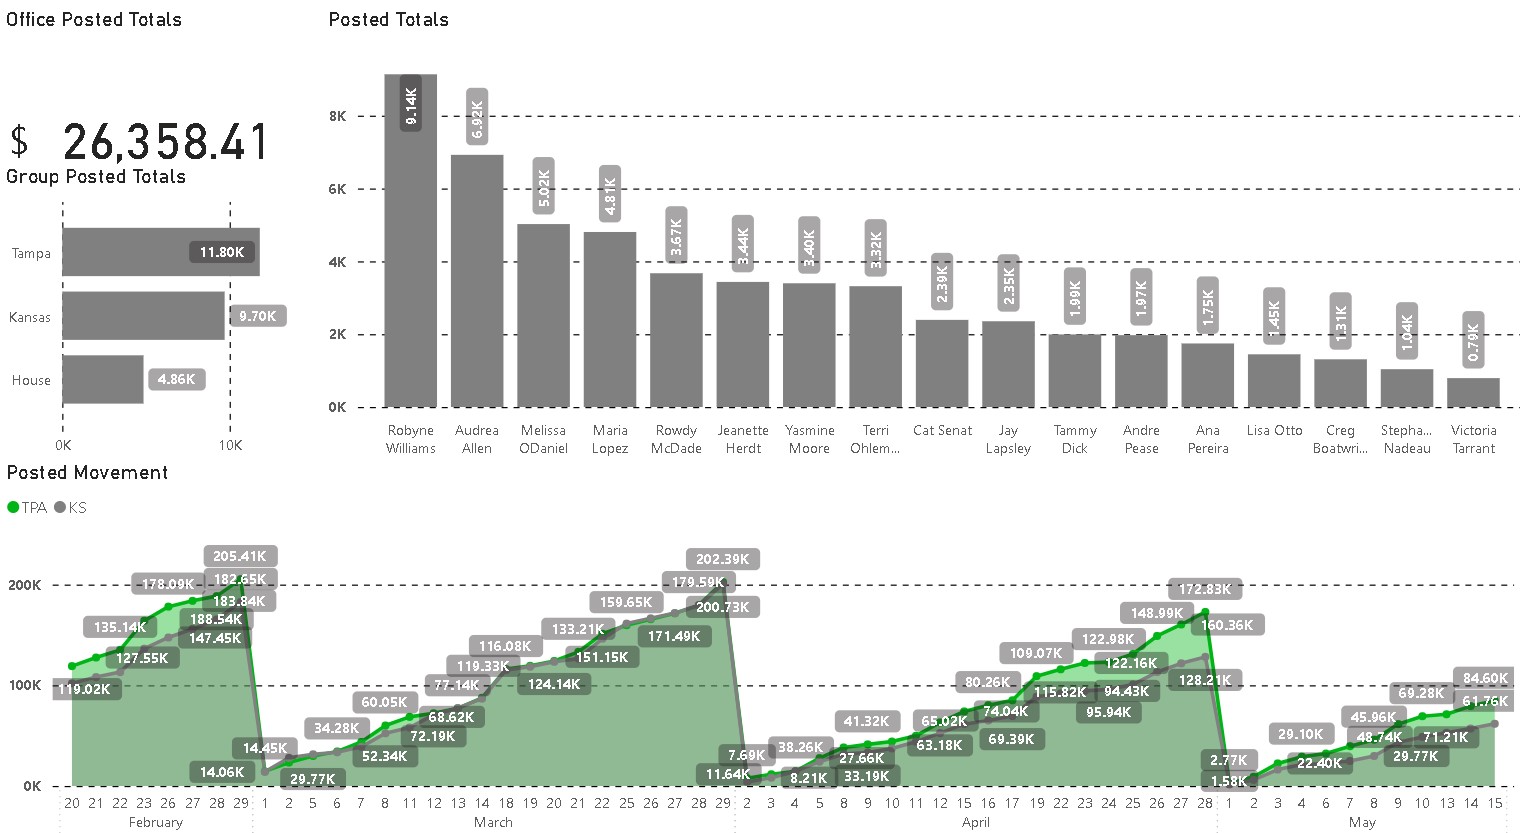 Office Posted Totals
$ 26,358.41
Group Posted Totals
Tampa 11.80K
Kansas 9.70K
House 4.86K
0K 10K
Posted Totals
8K
6K
4K
2K
0K
9.14K 6.92K 5.02K 4.81K 3.67K 3.44K 3.40K 3.32K 2.39K 2.35K 1.99K 1.97K 1.75K 1.45K 1.31K 1.04K 0.79K
Robyne Audrea Melissa Maria Rowdy Jeanette Yasmine Terri Cat Senat Jay Tammy Andre Ana Lisa Otto Creg Stepha... Victoria
Williams Allen ODaniel Lopez McDade Herdt Moore Ohlem... Lapsley Dick Pease Pereira Boatwri... Nadeau Tarrant
Posted Movement
TPA KS
200K
100K
0K
119.02K 135.14K 127.55K 178.09K 205.41K 182.65K 183.84K 188.54K 147.45K
14.45K 14.06K 29.77K 34.28K 60.05K 52.34K 77.14K 68.62K 72.19K 116.08K 119.33K 124.14K 133.21K 151.15K 159.65K 171.49K 179.59K 202.39K 200.73K
7.69K 11.64K 38.26K 8.21K 41.32K 27.66K 33.19K 65.02K 63.18K 80.26K 74.04K 69.39K 109.07K 115.82K 122.98K 122.16K 94.43K 95.94K 148.99K 172.83K 160.36K 128.21K
2.77K 1.58K 29.10K 22.40K 45.96K 48.74K 29.77K 69.28K 71.21K 84.60K 61.76K
20 21 22 23 26 27 28 29 1 2 5 6 7 8 11 12 13 14 18 19 20 21 22 25 26 27 28 29 2 3 4 5 8 9 10 11 12 15 16 17 19 22 23 24 25 26 27 28 1 2 3 4 6 7 8 9 10 13 14 15
February March April May